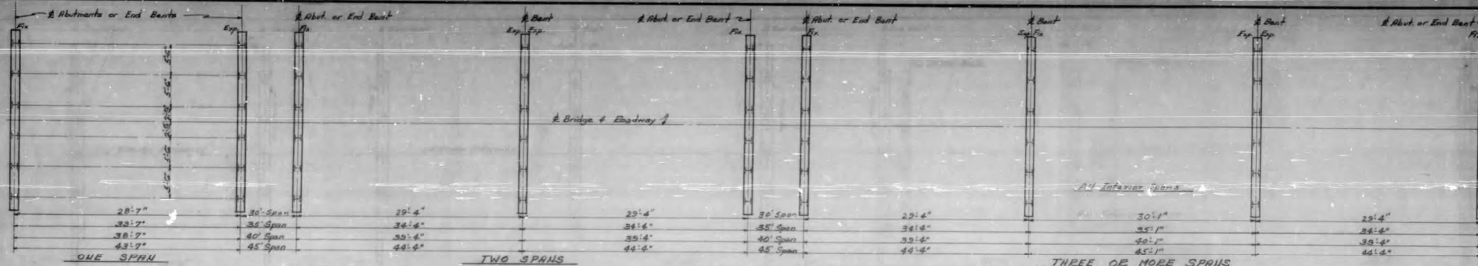 ℄ Abutments or End Bents
℄ Abut. or End Bent
℄ Bent
℄ Abut. or End Bent
℄ Abut. or End Bent
℄ Bent
℄ Bent
℄ Abut. or End Bent
Fix.
Exp.
Fix.
Exp. Exp.
Fix.
Fix.
Exp. Fix.
Exp. Exp.
℄ Bridge & Roadway
All Interior Spans
28'-7" 30' Span 29'-4" 29'-4" 30' Span 29'-4" 30'-1" 29'-4"
33'-7" 35' Span 34'-4" 34'-4" 35' Span 34'-4" 35'-1" 34'-4"
38'-7" 40' Span 39'-4" 39'-4" 40' Span 39'-4" 40'-1" 39'-4"
43'-7" 45' Span 44'-4" 44'-4" 45' Span 44'-4" 45'-1" 44'-4"
ONE SPAN
TWO SPANS
THREE OR MORE SPANS